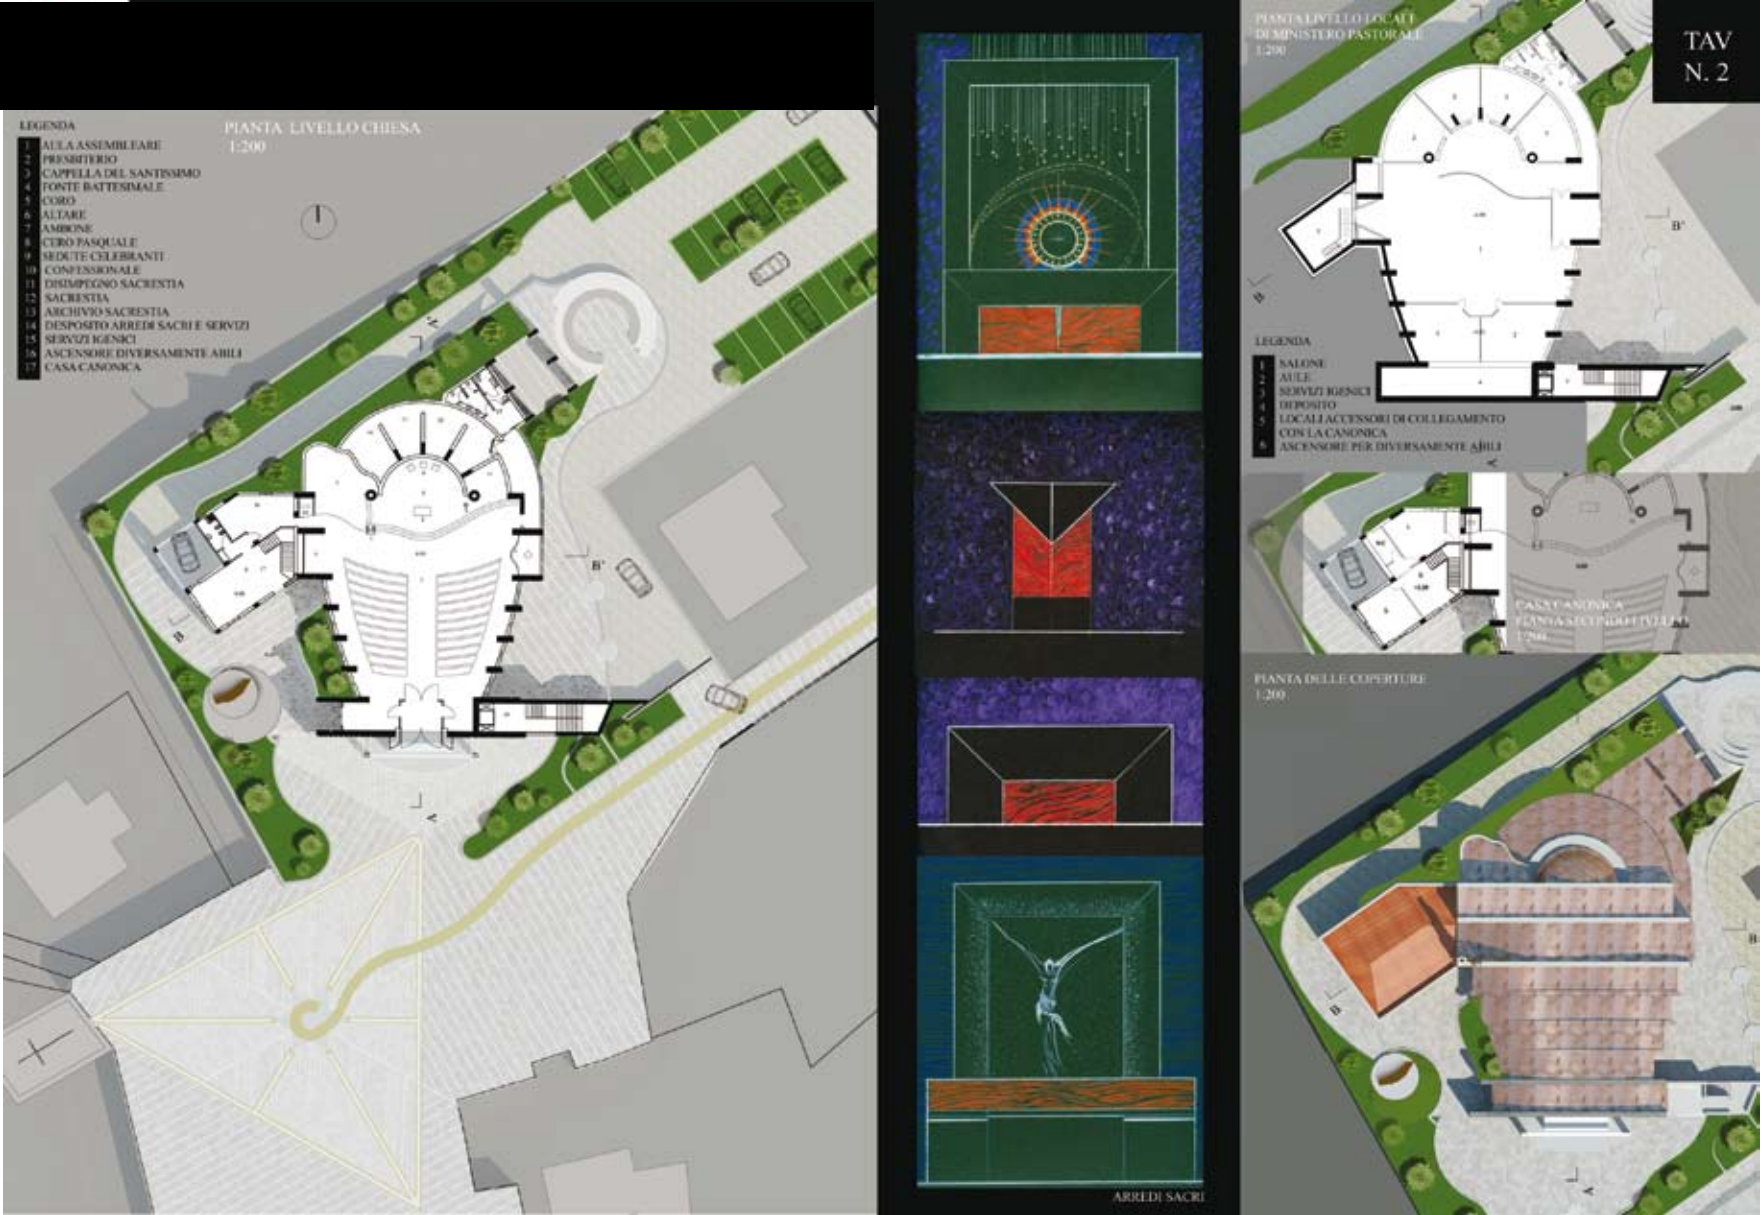 LEGENDA
1 AULA ASSEMBLEARE
2 PRESBITERIO
3 CAPPELLA DEL SANTISSIMO
4 FONTE BATTESIMALE
5 CORO
6 ALTARE
7 AMBONE
8 CERO PASQUALE
9 SEDUTE CELEBRANTI
10 CONFESSIONALE
11 DISIMPEGNO SACRESTIA
12 SACRESTIA
13 ARCHIVIO SACRESTIA
14 DESPOSITO ARREDI SACRI E SERVIZI
15 SERVIZI IGENICI
16 ASCENSORE DIVERSAMENTE ABILI
17 CASA CANONICA
PIANTA LIVELLO CHIESA
1:200
B'
B
A
ARREDI SACRI
PIANTA LIVELLO LOCALI
DI MINISTERO PASTORALE
1:200
TAV
N. 2
B'
B
LEGENDA
1 SALONE
2 AULE
3 SERVIZI IGENICI
4 DEPOSITO
5 LOCALI ACCESSORI DI COLLEGAMENTO
CON LA CANONICA
6 ASCENSORE PER DIVERSAMENTE ABILI
A
CASA CANONICA
PIANTA SECONDO LIVELLO
1:200
PIANTA DELLE COPERTURE
1:200
B
B
A